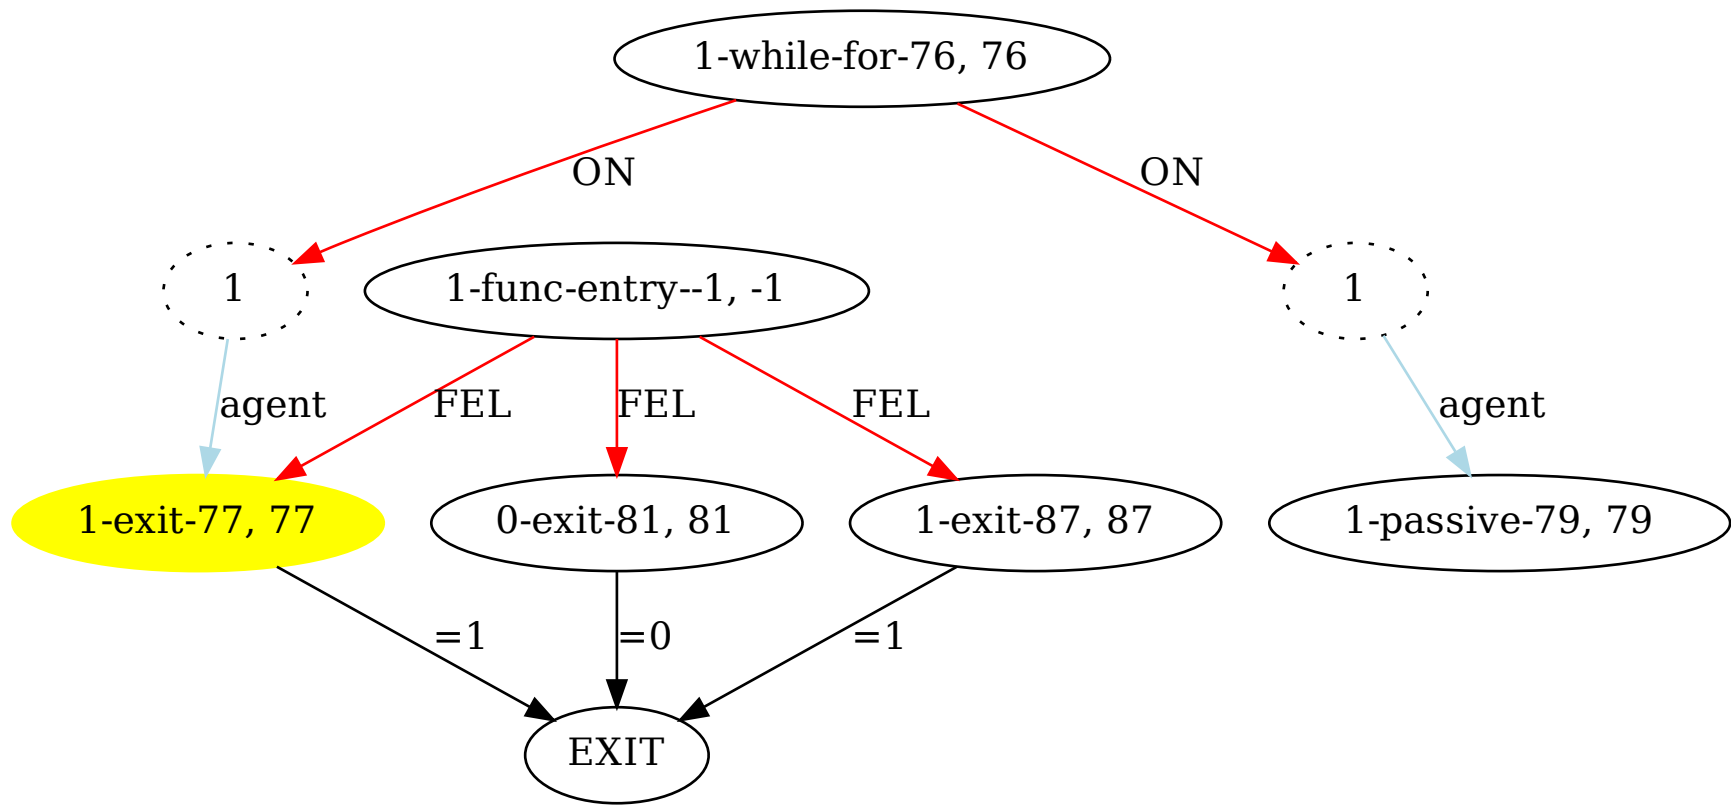 1-while-for-76, 76
ON
ON
1
1-func-entry--1, -1
1
agent
FEL
FEL
FEL
agent
1-exit-77, 77
0-exit-81, 81
1-exit-87, 87
1-passive-79, 79
=1
=0
=1
EXIT